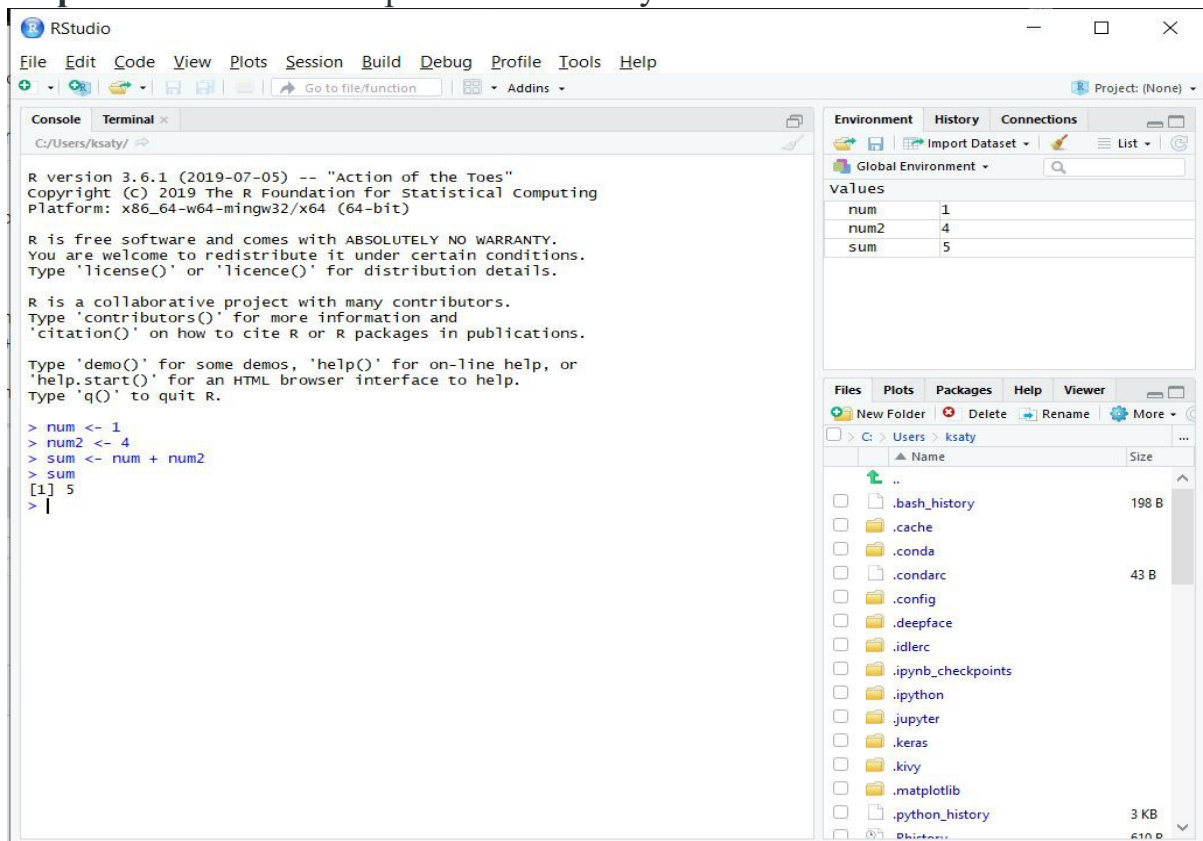 RStudio
File Edit Code View Plots Session Build Debug Profile Tools Help
Go to file/function Addins Project: (None)
Console Terminal
C:/Users/ksaty/
R version 3.6.1 (2019-07-05) -- "Action of the Toes"
Copyright (C) 2019 The R Foundation for Statistical Computing
Platform: x86_64-w64-mingw32/x64 (64-bit)
R is free software and comes with ABSOLUTELY NO WARRANTY.
You are welcome to redistribute it under certain conditions.
Type 'license()' or 'licence()' for distribution details.
R is a collaborative project with many contributors.
Type 'contributors()' for more information and
'citation()' on how to cite R or R packages in publications.
Type 'demo()' for some demos, 'help()' for on-line help, or
'help.start()' for an HTML browser interface to help.
Type 'q()' to quit R.
> num <- 1
> num2 <- 4
> sum <- num + num2
> sum
[1] 5
>
Environment History Connections
Import Dataset List
Global Environment
Values
num 1
num2 4
sum 5
Files Plots Packages Help Viewer
New Folder Delete Rename More
C: > Users > ksaty ...
Name Size
..
.bash_history 198 B
.cache
.conda
.condarc 43 B
.config
.deepface
.idlerc
.ipynb_checkpoints
.ipython
.jupyter
.keras
.kivy
.matplotlib
.python_history 3 KB
.Rhistory 610 B